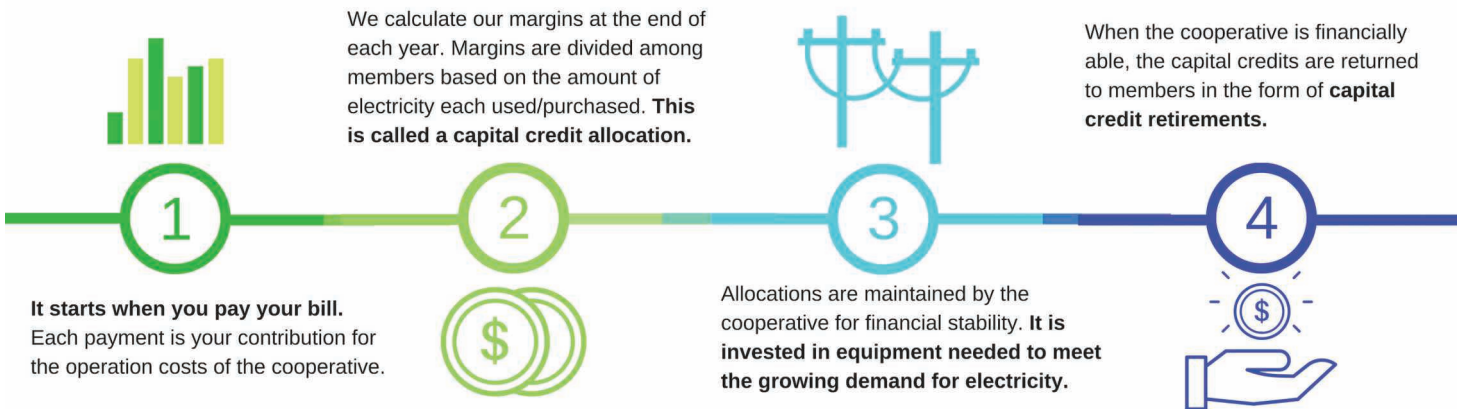 1
It starts when you pay your bill.
Each payment is your contribution for
the operation costs of the cooperative.
We calculate our margins at the end of
each year. Margins are divided among
members based on the amount of
electricity each used/purchased. This
is called a capital credit allocation.
2
$
3
Allocations are maintained by the
cooperative for financial stability. It is
invested in equipment needed to meet
the growing demand for electricity.
When the cooperative is financially
able, the capital credits are returned
to members in the form of capital
credit retirements.
4
$